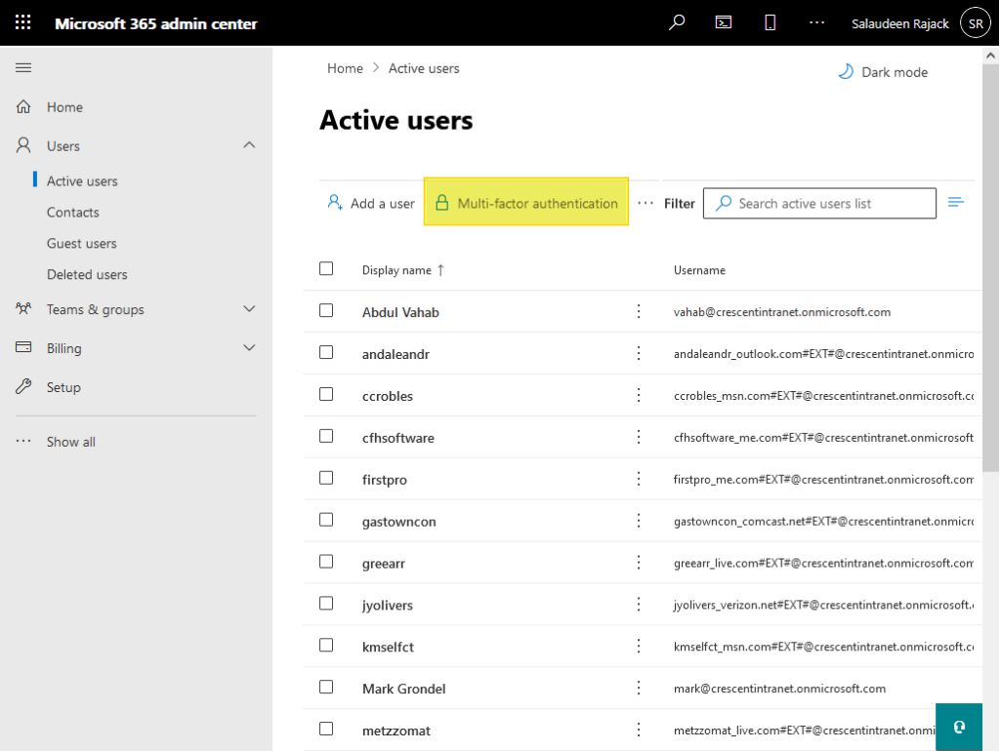 Microsoft 365 admin center
Salaudeen Rajack
SR
Home
Users
Active users
Contacts
Guest users
Deleted users
Teams & groups
Billing
Setup
Show all
Home > Active users
Dark mode
Active users
Add a user
Multi-factor authentication
Filter
Search active users list
Display name ↑ Username
Abdul Vahab vahab@crescentintranet.onmicrosoft.com
andaleandr andaleandr_outlook.com#EXT#@crescentintranet.onmicro
ccrobles ccrobles_msn.com#EXT#@crescentintranet.onmicrosoft.cc
cfhsoftware cfhsoftware_me.com#EXT#@crescentintranet.onmicrosoft
firstpro firstpro_me.com#EXT#@crescentintranet.onmicrosoft.com
gastowncon gastowncon_comcast.net#EXT#@crescentintranet.onmicrc
greearr greearr_live.com#EXT#@crescentintranet.onmicrosoft.com
jyolivers jyolivers_verizon.net#EXT#@crescentintranet.onmicrosoft.
kmselfct kmselfct_msn.com#EXT#@crescentintranet.onmicrosoft.cc
Mark Grondel mark@crescentintranet.onmicrosoft.com
metzzomat metzzomat_live.com#EXT#@crescentintranet.onmi